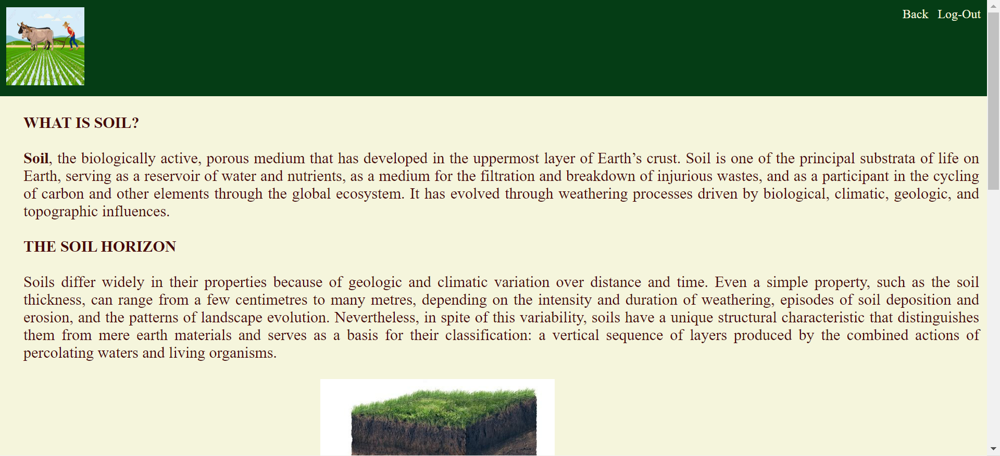 Back Log-Out
WHAT IS SOIL?
Soil, the biologically active, porous medium that has developed in the uppermost layer of Earth’s crust. Soil is one of the principal substrata of life on
Earth, serving as a reservoir of water and nutrients, as a medium for the filtration and breakdown of injurious wastes, and as a participant in the cycling
of carbon and other elements through the global ecosystem. It has evolved through weathering processes driven by biological, climatic, geologic, and
topographic influences.
THE SOIL HORIZON
Soils differ widely in their properties because of geologic and climatic variation over distance and time. Even a simple property, such as the soil
thickness, can range from a few centimetres to many metres, depending on the intensity and duration of weathering, episodes of soil deposition and
erosion, and the patterns of landscape evolution. Nevertheless, in spite of this variability, soils have a unique structural characteristic that distinguishes
them from mere earth materials and serves as a basis for their classification: a vertical sequence of layers produced by the combined actions of
percolating waters and living organisms.